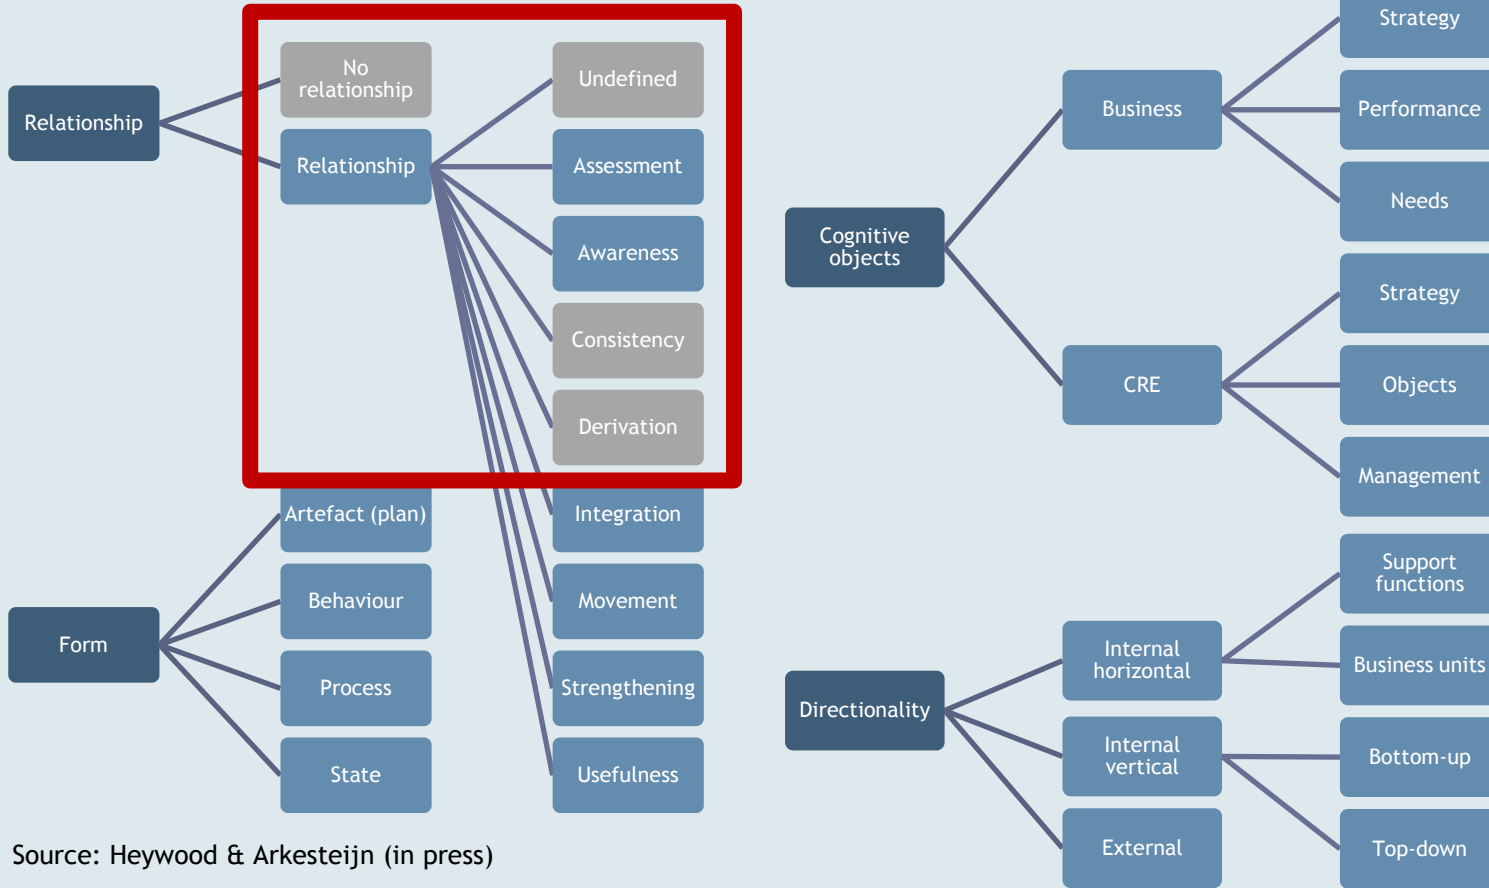 Relationship
No
relationship
Relationship
Undefined
Assessment
Awareness
Consistency
Derivation
Integration
Movement
Strengthening
Usefulness
Form
Artefact (plan)
Behaviour
Process
State
Cognitive
objects
Business
Strategy
Performance
Needs
CRE
Strategy
Objects
Management
Directionality
Internal
horizontal
Support
functions
Business units
Internal
vertical
Bottom-up
Top-down
External
Source: Heywood & Arkesteijn (in press)